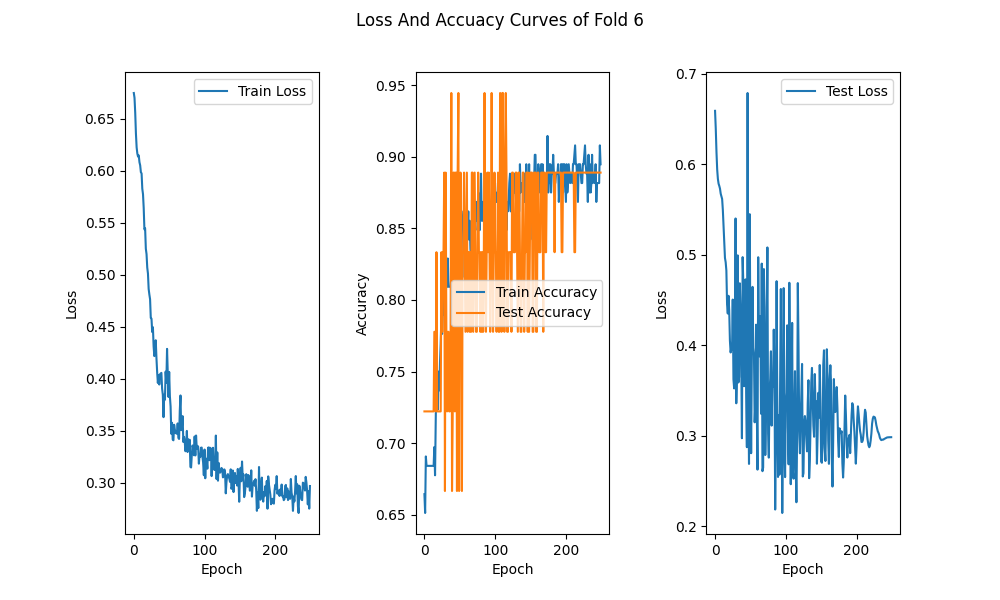 Loss And Accuacy Curves of Fold 6
Train Loss
0.65
0.60
0.55
0.50
0.45
0.40
0.35
0.30
Loss
0 100 200
Epoch
0.95
0.90
0.85
0.80
0.75
0.70
0.65
Accuracy
Train Accuracy
Test Accuracy
0 100 200
Epoch
Test Loss
0.7
0.6
0.5
0.4
0.3
0.2
Loss
0 100 200
Epoch